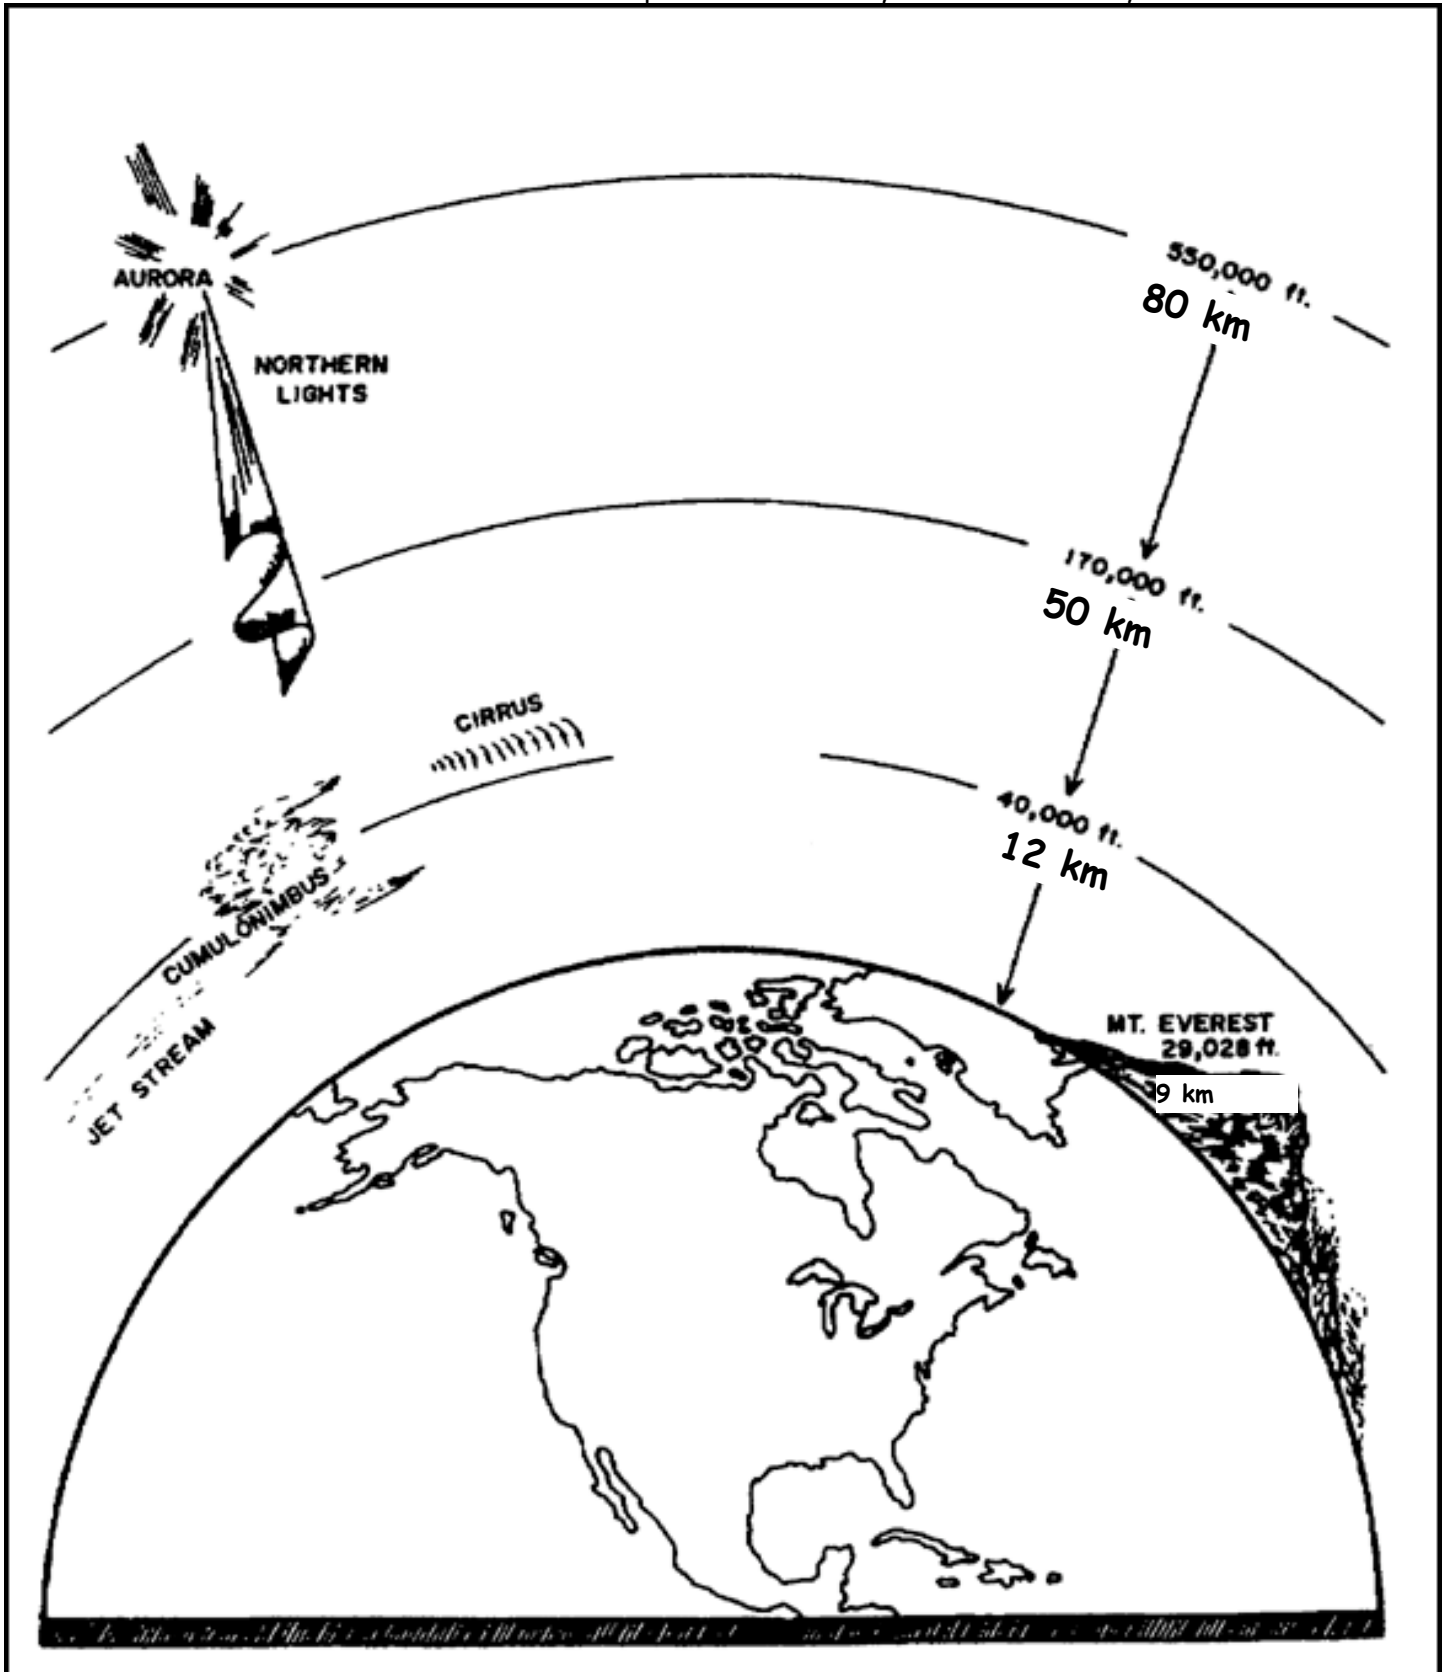 AURORA
NORTHERN
LIGHTS
550,000 ft.
80 km
170,000 ft.
50 km
CIRRUS
40,000 ft.
12 km
CUMULONIMBUS
JET STREAM
MT. EVEREST
29,028 ft.
9 km